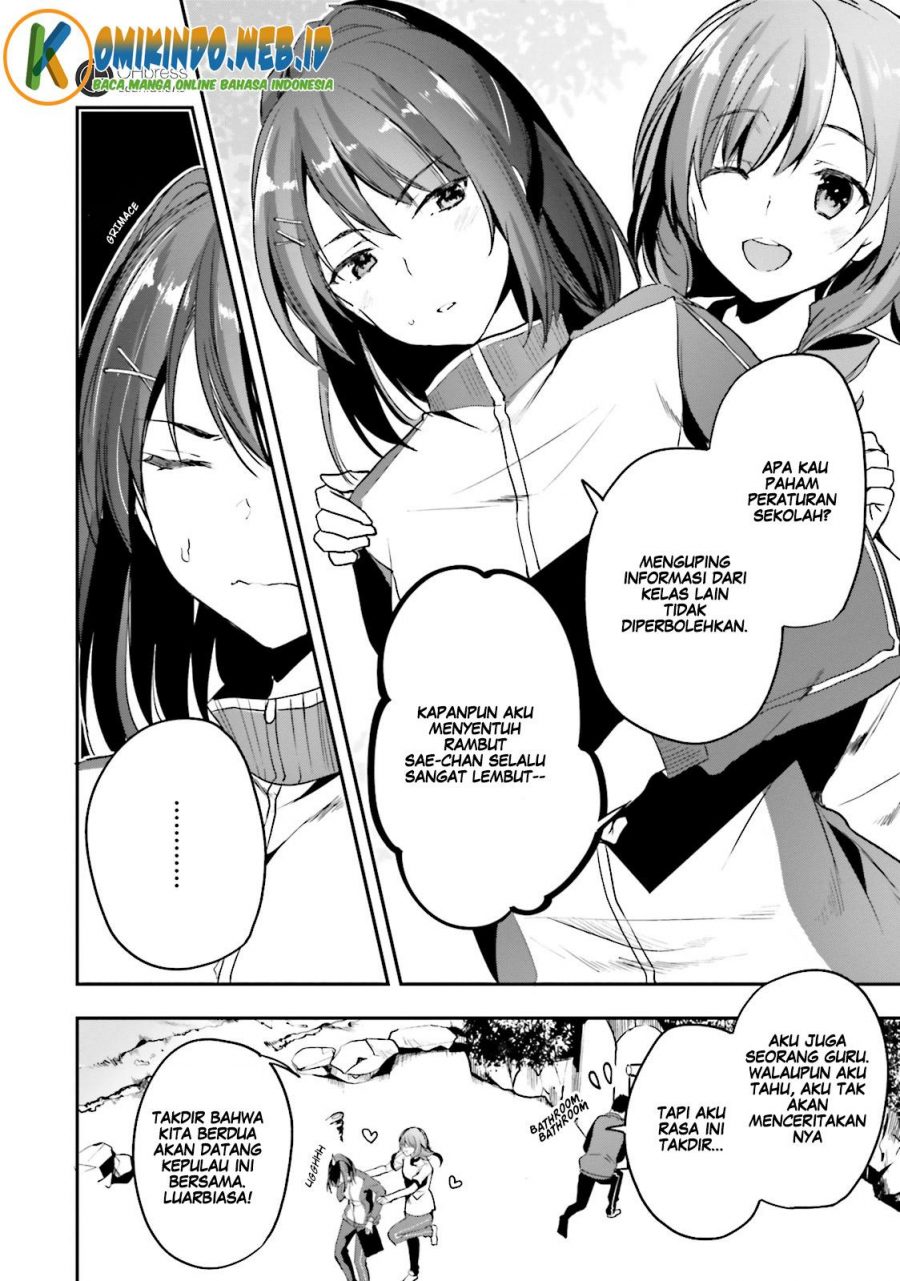 KOMIKINDO.WEB.ID
BACA MANGA ONLINE BAHASA INDONESIA
APA KAU
PAHAM
PERATURAN
SEKOLAH?
MENGUPING
INFORMASI DARI
KELAS LAIN
TIDAK
DIPERBOLEHKAN.
KAPANPUN AKU
MENYENTUH
RAMBUT
SAE-CHAN SELALU
SANGAT LEMBUT--
GRIMACE
..........
AKU JUGA
SEORANG GURU.
WALAUPUN AKU
TAHU, AKU TAK
AKAN
MENCERITAKAN
NYA
TAPI AKU
RASA INI
TAKDIR...
BATHROOM,
BATHROOM
TAKDIR BAHWA
KITA BERDUA
AKAN DATANG
KEPULAU INI
BERSAMA.
LUARBIASA!
UGGHHH